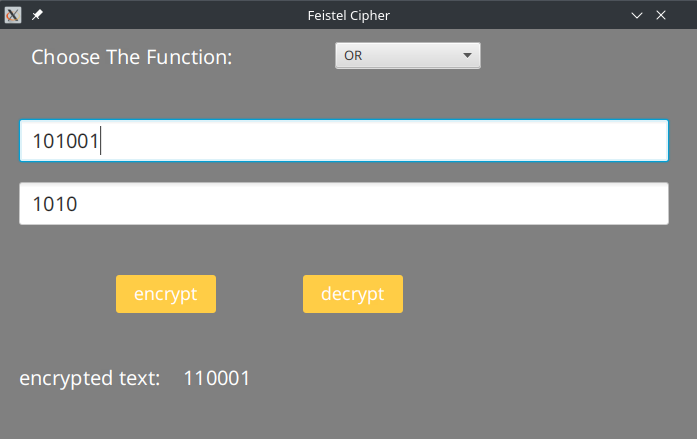 Feistel Cipher
Choose The Function: OR
101001
1010
encrypt decrypt
encrypted text: 110001